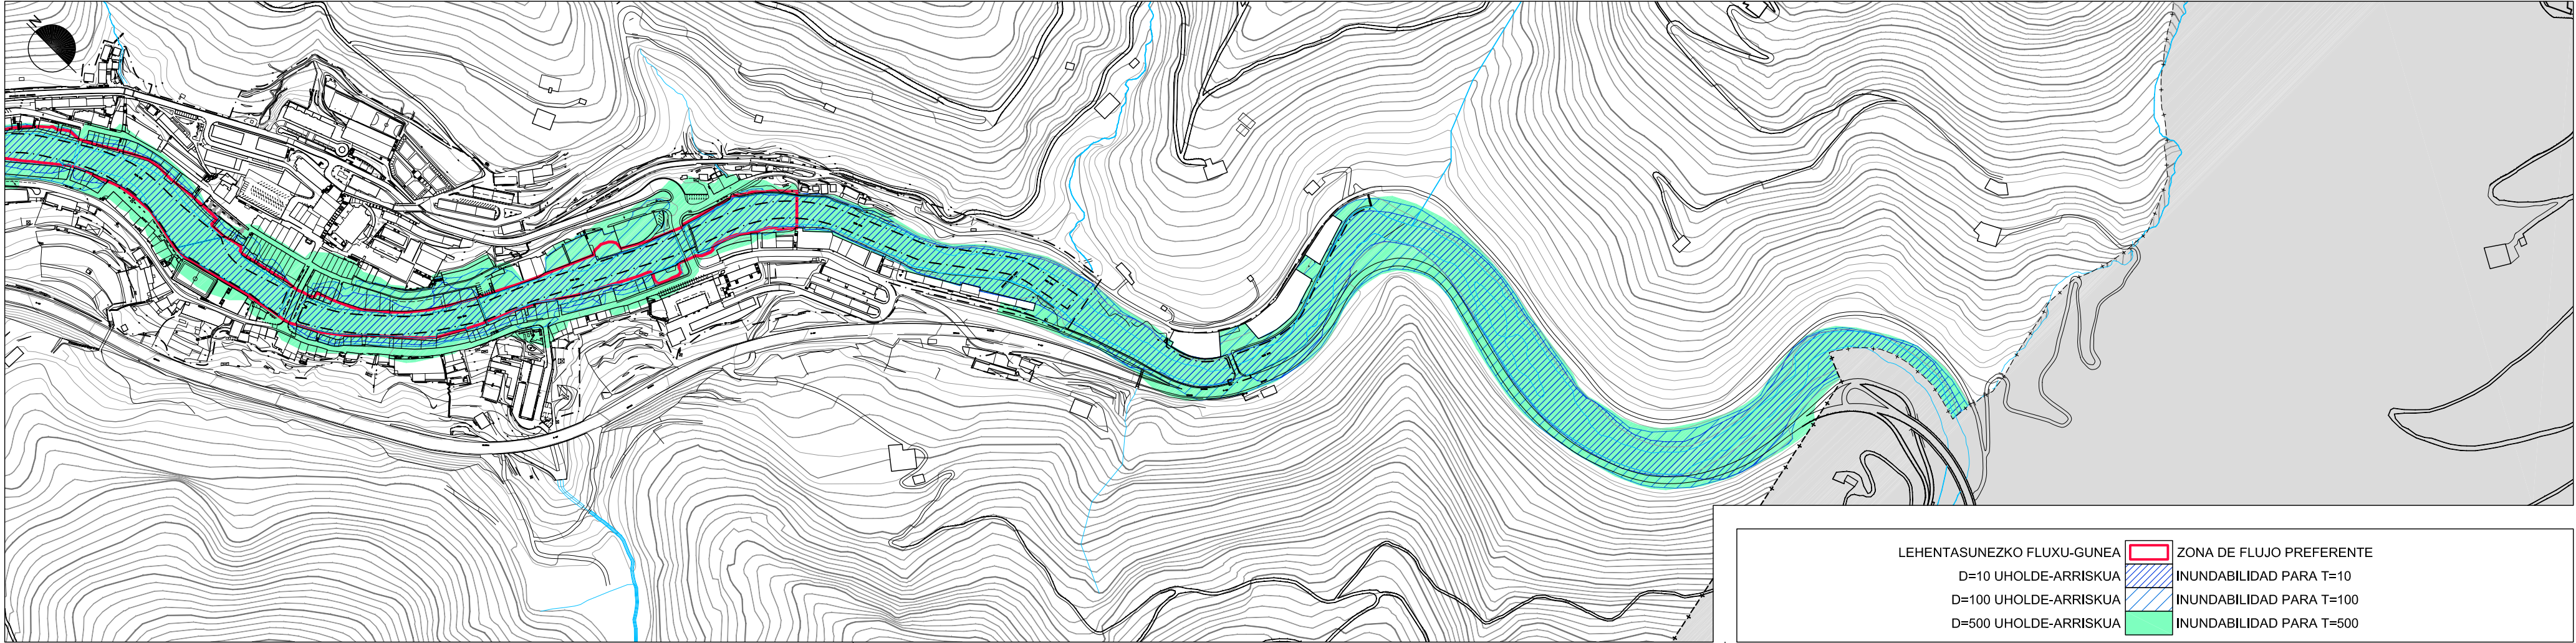 N
LEHENTASUNEZKO FLUXU-GUNEA ZONA DE FLUJO PREFERENTE
D=10 UHOLDE-ARRISKUA INUNDABILIDAD PARA T=10
D=100 UHOLDE-ARRISKUA INUNDABILIDAD PARA T=100
D=500 UHOLDE-ARRISKUA INUNDABILIDAD PARA T=500